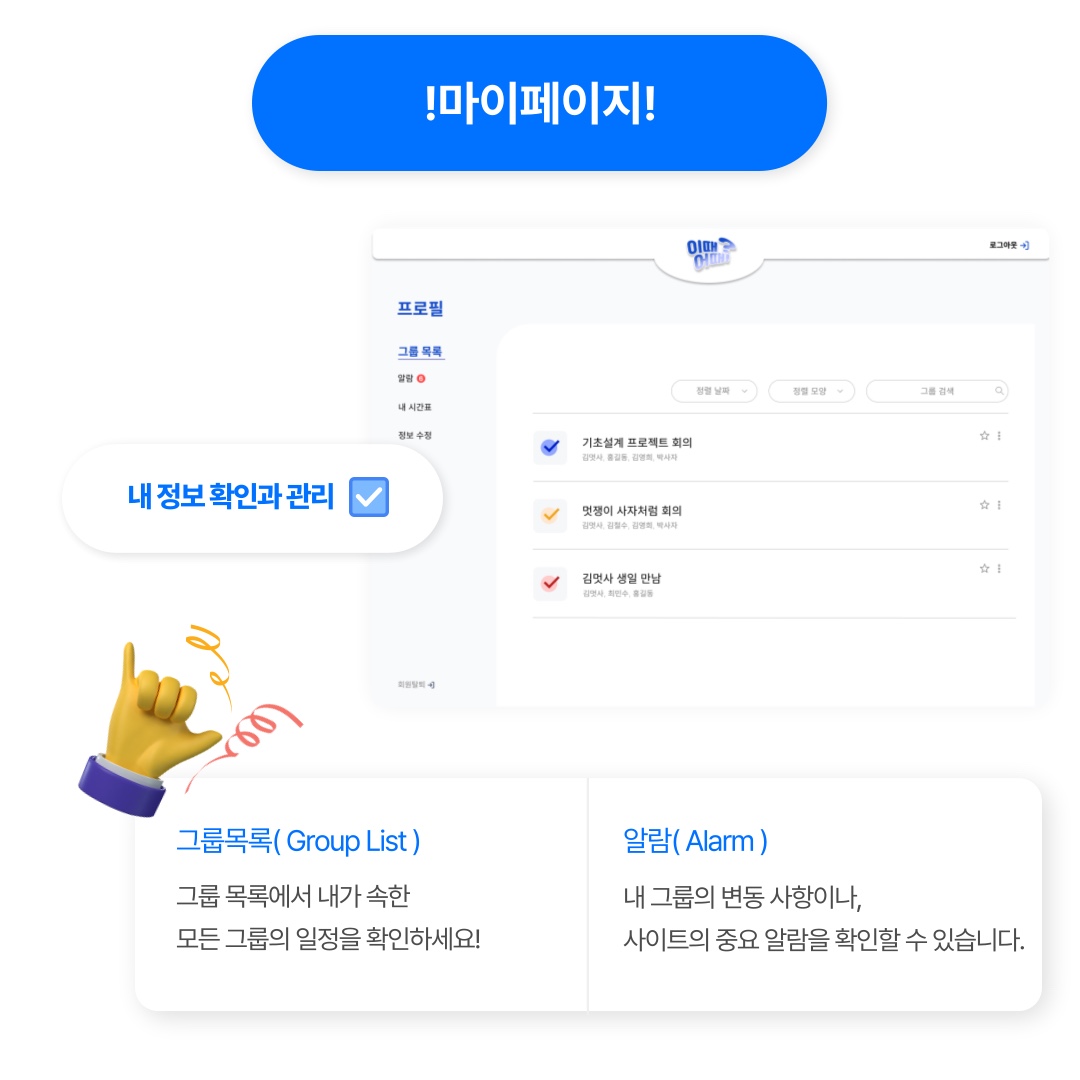 !마이페이지!
이때 어때
로그아웃
프로필
그룹 목록
알람 6
내 시간표
정보 수정
정렬 날짜
정렬 모양
그룹 검색
기초설계 프로젝트 회의
김멋사, 홍길동, 김영희, 박사자
멋쟁이 사자처럼 회의
김멋사, 김철수, 김영희, 박사자
김멋사 생일 만남
김멋사, 최민수, 홍길동
내 정보 확인과 관리
회원탈퇴
그룹목록( Group List )
그룹 목록에서 내가 속한
모든 그룹의 일정을 확인하세요!
알람( Alarm )
내 그룹의 변동 사항이나,
사이트의 중요 알람을 확인할 수 있습니다.